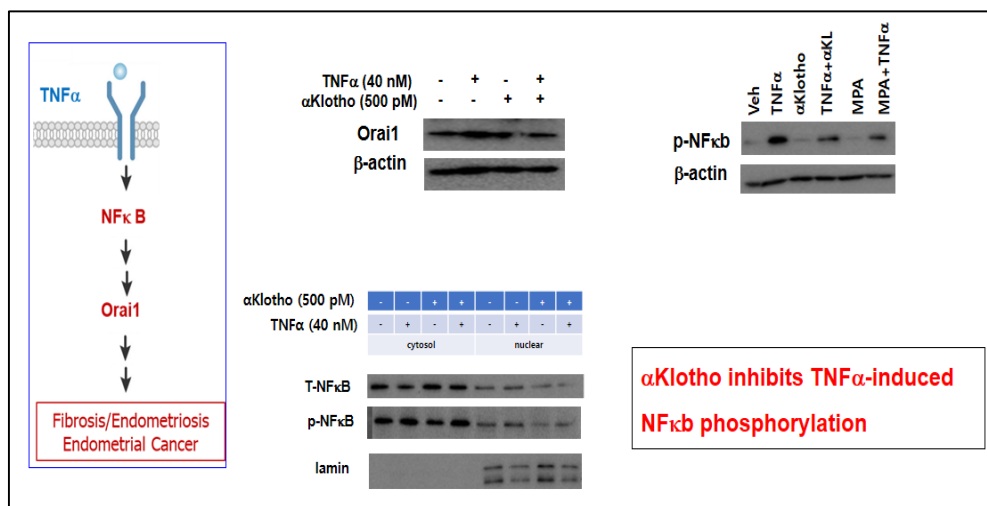 TNFα
NFκ B
Orai1
Fibrosis/Endometriosis
Endometrial Cancer
TNFα (40 nM) - + - +
αKlotho (500 pM) - - + +
Orai1
β-actin
Veh
TNFα
αKlotho
TNFα+αKL
MPA
MPA+TNFα
p-NFκb
β-actin
αKlotho (500 pM) - - + + - - + +
TNFα (40 nM) - + - + - + - +
cytosol nuclear
T-NFκB
p-NFκB
lamin
αKlotho inhibits TNFα-induced
NFκb phosphorylation